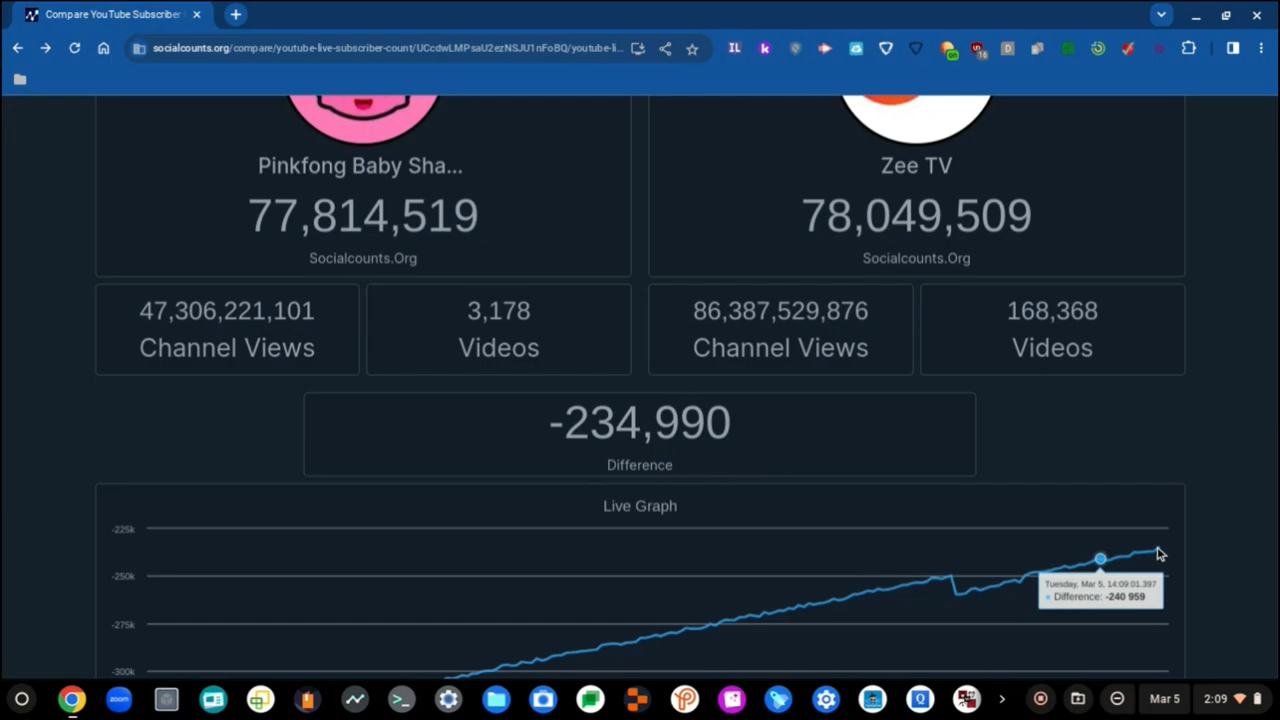 Compare YouTube Subscriber
socialcounts.org/compare/youtube-live-subscriber-count/UCcdwLMPsaU2ezNSJU1nFoBQ/youtube-li...
Pinkfong Baby Sha...
Zee TV
77,814,519
78,049,509
Socialcounts.Org
Socialcounts.Org
47,306,221,101
3,178
86,387,529,876
168,368
Channel Views
Videos
Channel Views
Videos
-234,990
Difference
Live Graph
-225k
-250k
Tuesday, Mar 5, 14:09 01.397
Difference: -240 959
-275k
-300k
zoom
Mar 5
2:09